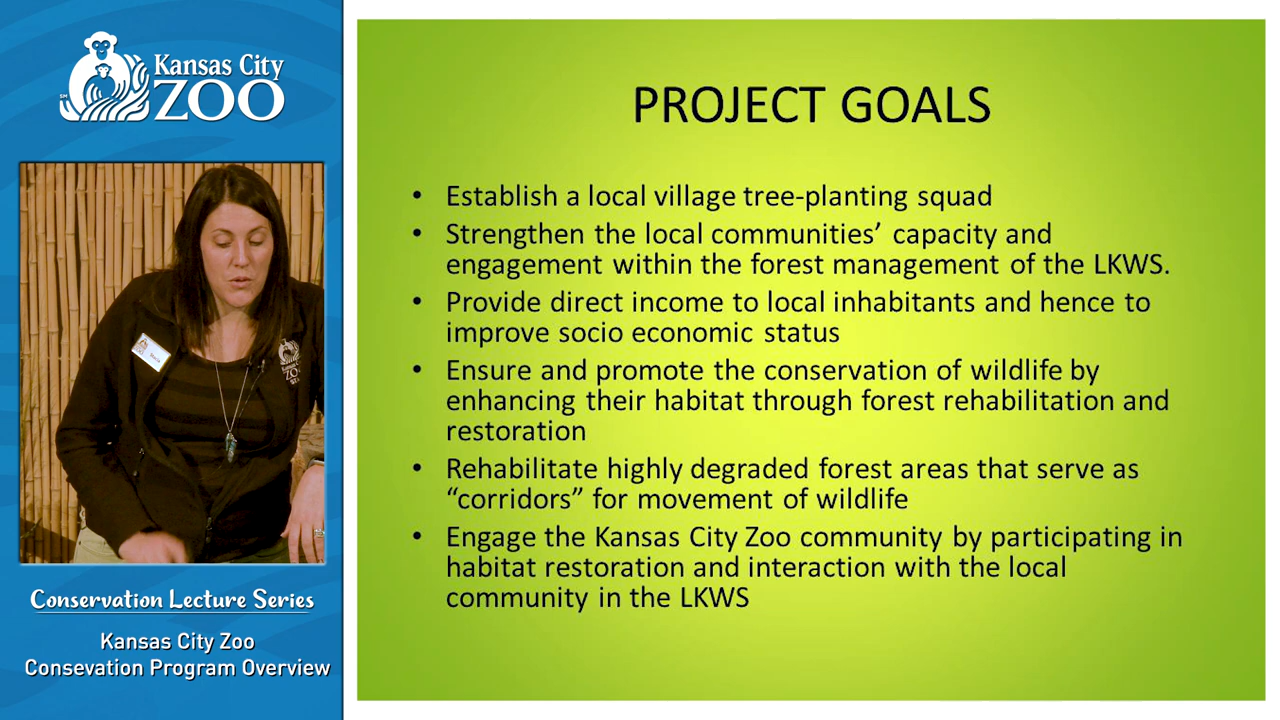 Kansas City
ZOO
SM
Conservation Lecture Series
Kansas City Zoo
Consevation Program Overview
PROJECT GOALS
• Establish a local village tree-planting squad
• Strengthen the local communities’ capacity and
engagement within the forest management of the LKWS.
• Provide direct income to local inhabitants and hence to
improve socio economic status
• Ensure and promote the conservation of wildlife by
enhancing their habitat through forest rehabilitation and
restoration
• Rehabilitate highly degraded forest areas that serve as
“corridors” for movement of wildlife
• Engage the Kansas City Zoo community by participating in
habitat restoration and interaction with the local
community in the LKWS